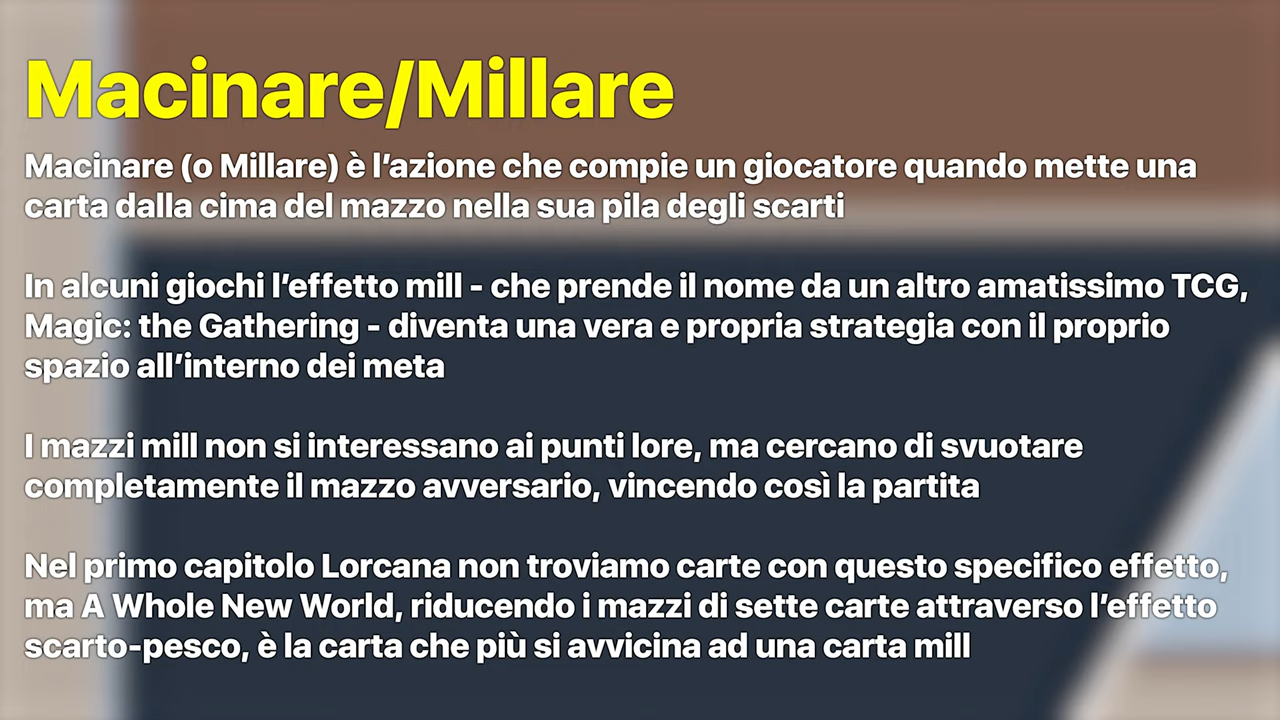 Macinare/Millare
Macinare (o Millare) è l’azione che compie un giocatore quando mette una
carta dalla cima del mazzo nella sua pila degli scarti
In alcuni giochi l’effetto mill - che prende il nome da un altro amatissimo TCG,
Magic: the Gathering - diventa una vera e propria strategia con il proprio
spazio all’interno dei meta
I mazzi mill non si interessano ai punti lore, ma cercano di svuotare
completamente il mazzo avversario, vincendo così la partita
Nel primo capitolo Lorcana non troviamo carte con questo specifico effetto,
ma A Whole New World, riducendo i mazzi di sette carte attraverso l’effetto
scarto-pesco, è la carta che più si avvicina ad una carta mill